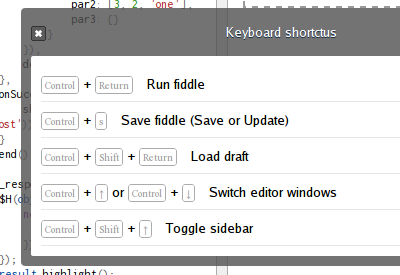 par2: [3, 2, 'one'],
par3: {}
Keyboard shortctus
Control + Return Run fiddle
Control + s Save fiddle (Save or Update)
Control + Shift + Return Load draft
Control + ↑ or Control + ↓ Switch editor windows
Control + Shift + ↑ Toggle sidebar
});
result.highlight();